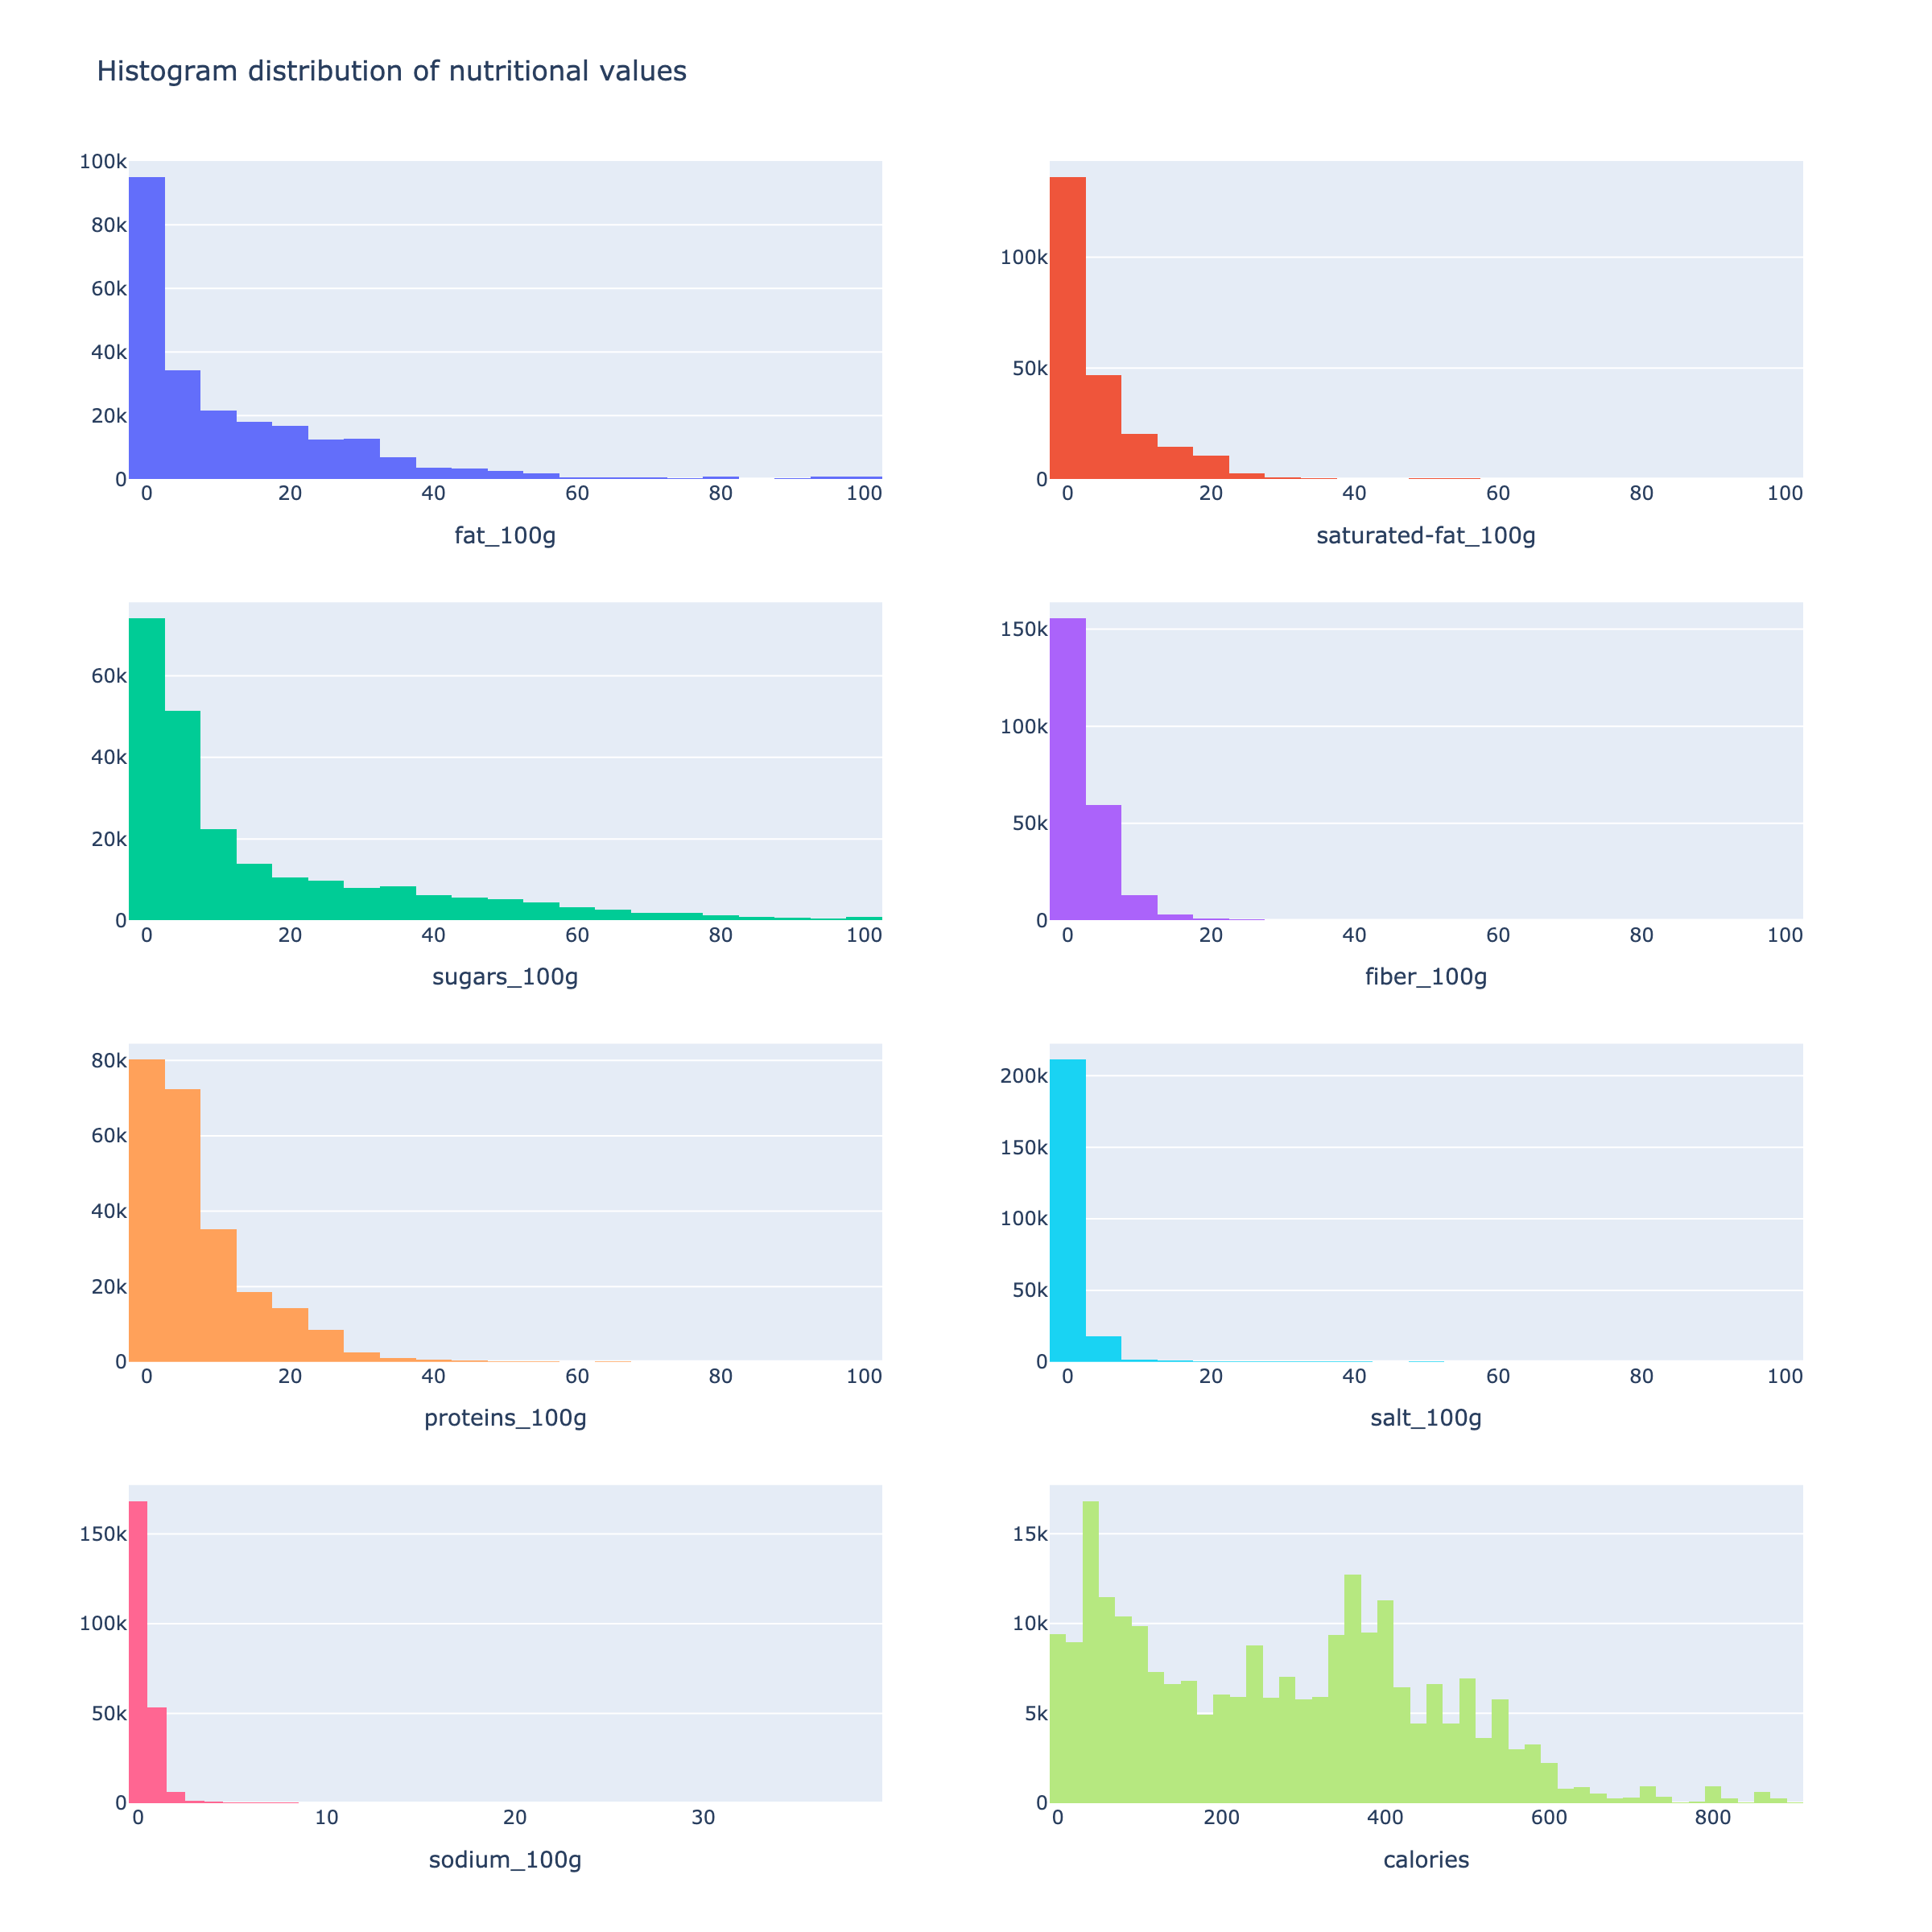 Histogram distribution of nutritional values
100k
80k
60k
40k
20k
0
0 20 40 60 80 100
fat_100g
100k
50k
0
0 20 40 60 80 100
saturated-fat_100g
60k
40k
20k
0
0 20 40 60 80 100
sugars_100g
150k
100k
50k
0
0 20 40 60 80 100
fiber_100g
80k
60k
40k
20k
0
0 20 40 60 80 100
proteins_100g
200k
150k
100k
50k
0
0 20 40 60 80 100
salt_100g
150k
100k
50k
0
0 10 20 30
sodium_100g
15k
10k
5k
0
0 200 400 600 800
calories